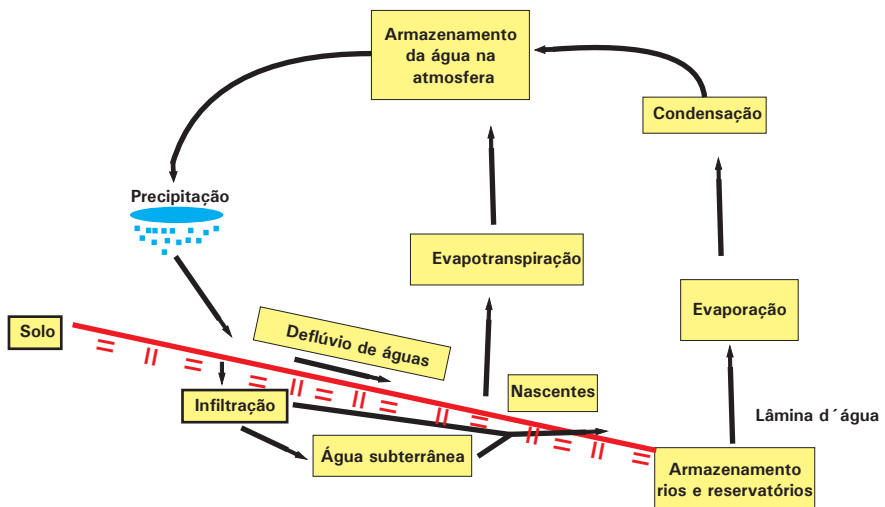 Armazenamento
da água na
atmosfera
Condensação
Precipitação
Evapotranspiração
Evaporação
Solo
Deflúvio de águas
Nascentes
Infiltração
Lâmina d´água
Água subterrânea
Armazenamento
rios e reservatórios